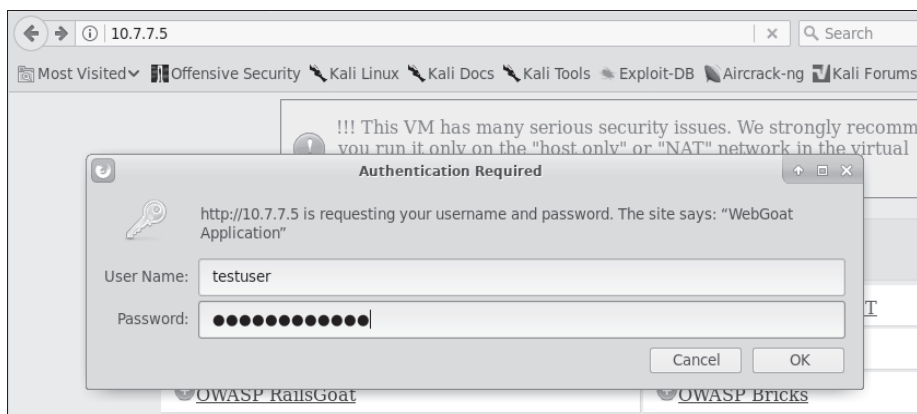 10.7.7.5
Search
Most Visited Offensive Security Kali Linux Kali Docs Kali Tools Exploit-DB Aircrack-ng Kali Forums
!!! This VM has many serious security issues. We strongly recomm
you run it only on the "host only" or "NAT" network in the virtual
Authentication Required
http://10.7.7.5 is requesting your username and password. The site says: “WebGoat
Application”
User Name: testuser
Password: ●●●●●●●●●●●●
T
Cancel OK
OWASP RailsGoat OWASP Bricks